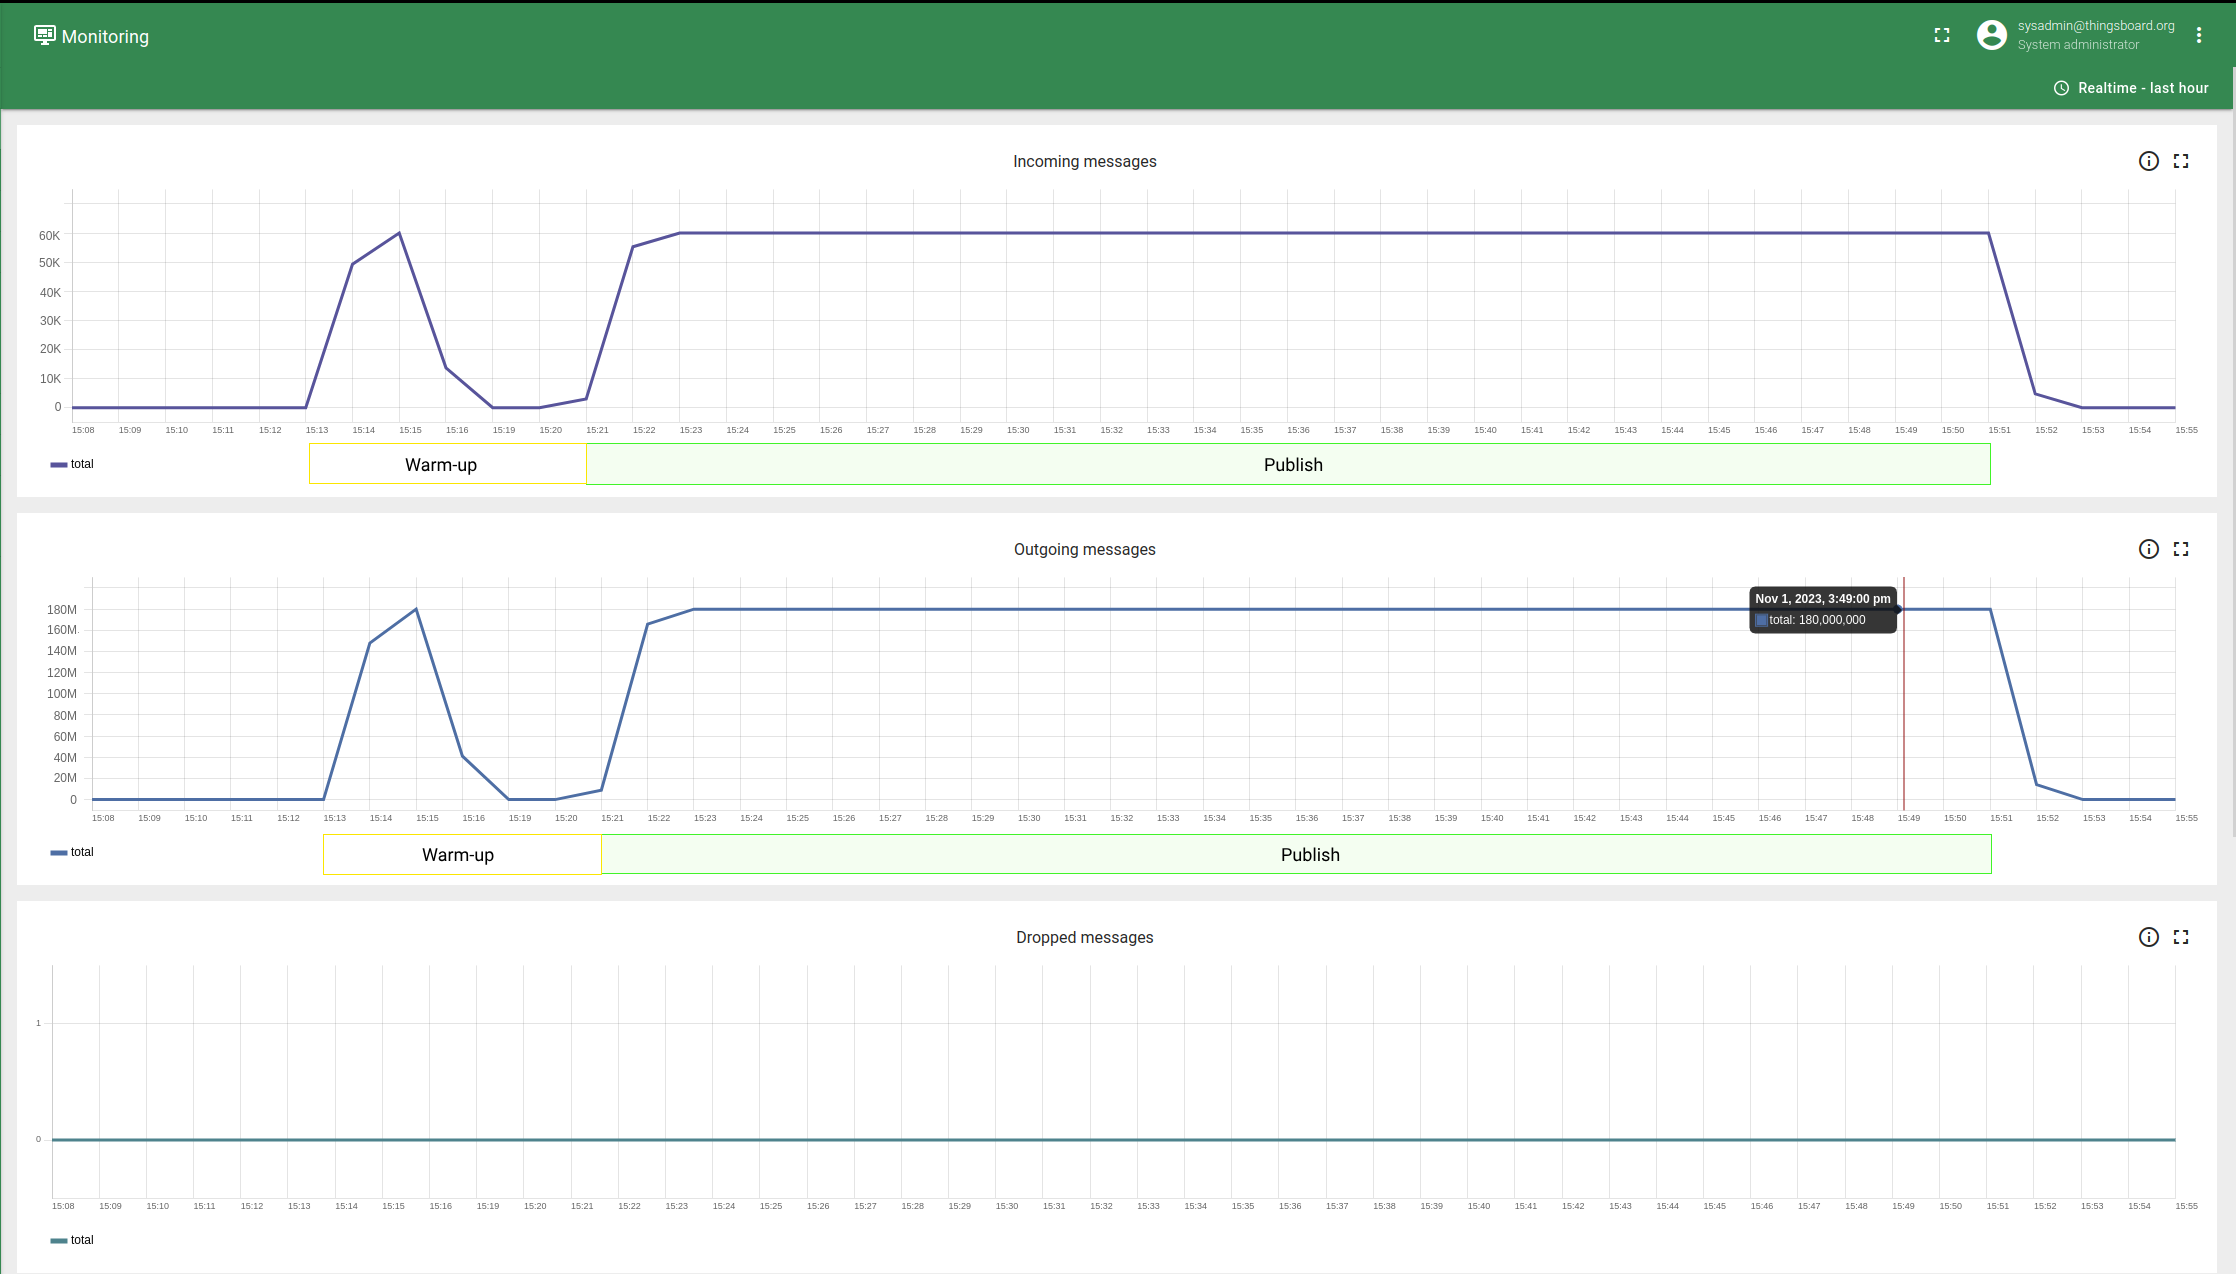 Monitoring
sysadmin@thingsboard.org
System administrator
Realtime - last hour
Incoming messages
60K
50K
40K
30K
20K
10K
0
15:08 15:09 15:10 15:11 15:12 15:13 15:14 15:15 15:16 15:19 15:20 15:21 15:22 15:23 15:24 15:25 15:26 15:27 15:28 15:29 15:30 15:31 15:32 15:33 15:34 15:35 15:36 15:37 15:38 15:39 15:40 15:41 15:42 15:43 15:44 15:45 15:46 15:47 15:48 15:49 15:50 15:51 15:52 15:53 15:54 15:55
total
Warm-up
Publish
Outgoing messages
Nov 1, 2023, 3:49:00 pm
total: 180,000,000
180M
160M
140M
120M
100M
80M
60M
40M
20M
0
15:08 15:09 15:10 15:11 15:12 15:13 15:14 15:15 15:16 15:19 15:20 15:21 15:22 15:23 15:24 15:25 15:26 15:27 15:28 15:29 15:30 15:31 15:32 15:33 15:34 15:35 15:36 15:37 15:38 15:39 15:40 15:41 15:42 15:43 15:44 15:45 15:46 15:47 15:48 15:49 15:50 15:51 15:52 15:53 15:54 15:55
total
Warm-up
Publish
Dropped messages
1
0
15:08 15:09 15:10 15:11 15:12 15:13 15:14 15:15 15:16 15:19 15:20 15:21 15:22 15:23 15:24 15:25 15:26 15:27 15:28 15:29 15:30 15:31 15:32 15:33 15:34 15:35 15:36 15:37 15:38 15:39 15:40 15:41 15:42 15:43 15:44 15:45 15:46 15:47 15:48 15:49 15:50 15:51 15:52 15:53 15:54 15:55
total